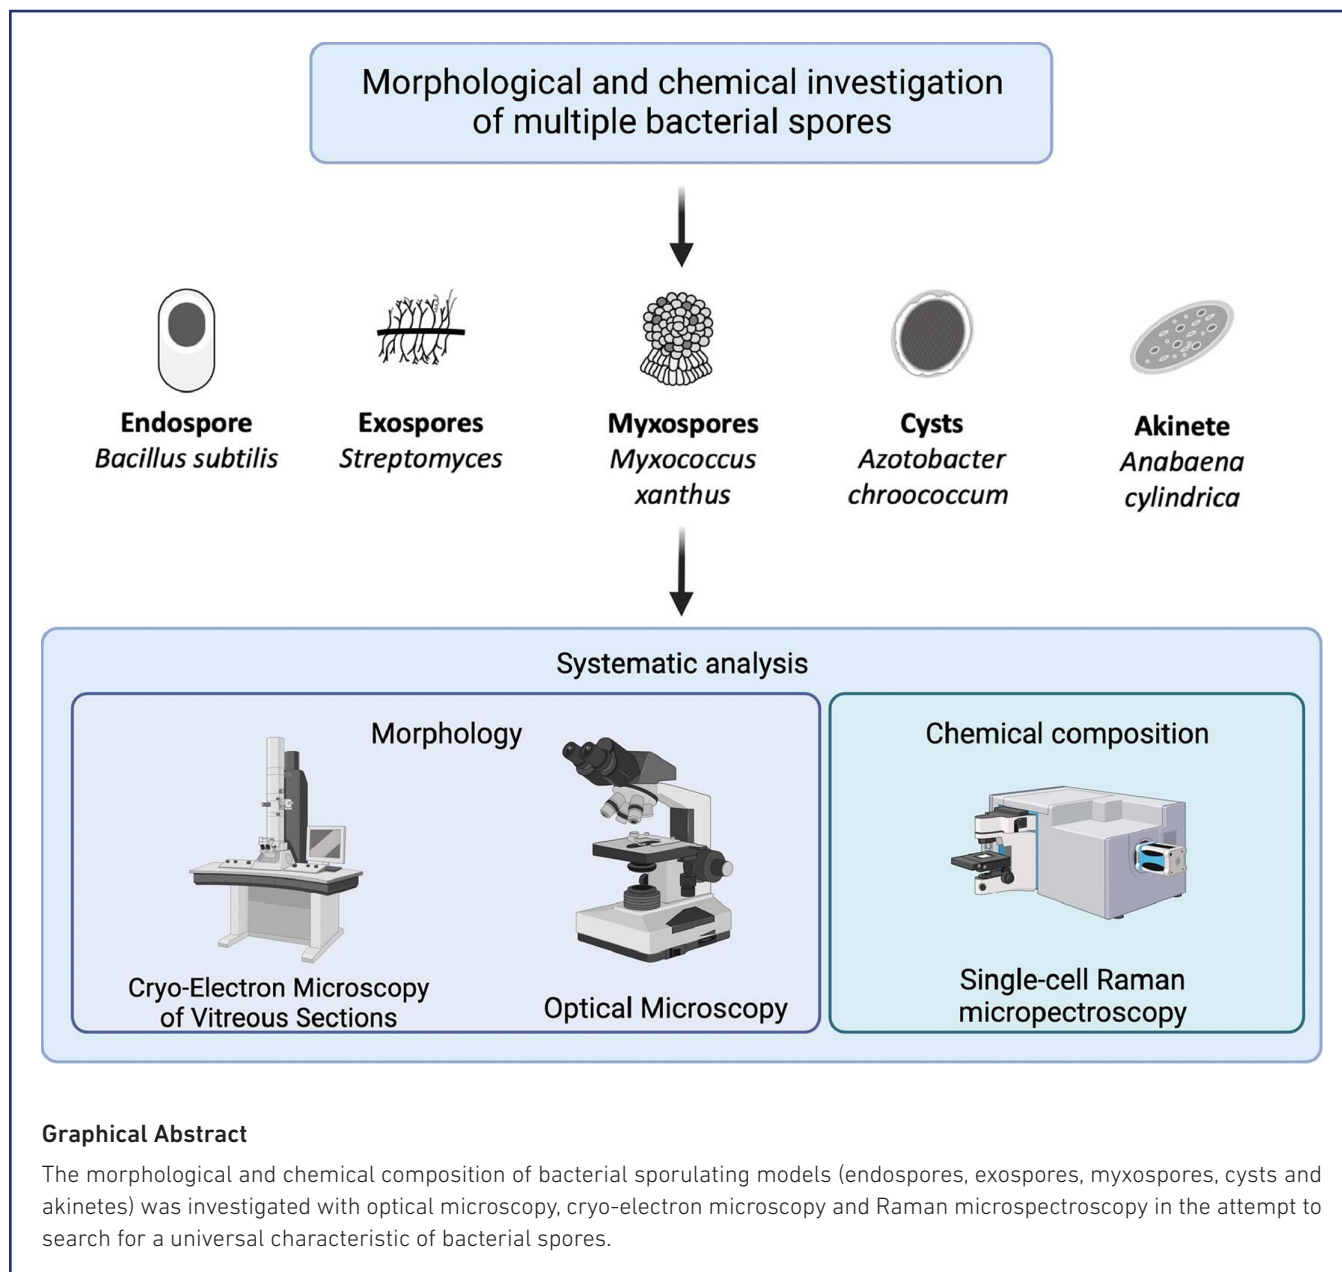 Morphological and chemical investigation
of multiple bacterial spores
Endospore
Bacillus subtilis
Exospores
Streptomyces
Myxospores
Myxococcus
xanthus
Cysts
Azotobacter
chroococcum
Akinete
Anabaena
cylindrica
Systematic analysis
Morphology
Cryo-Electron Microscopy
of Vitreous Sections
Optical Microscopy
Chemical composition
Single-cell Raman
micropectroscopy
Graphical Abstract
The morphological and chemical composition of bacterial sporulating models (endospores, exospores, myxospores, cysts and
akinetes) was investigated with optical microscopy, cryo-electron microscopy and Raman microspectroscopy in the attempt to
search for a universal characteristic of bacterial spores.